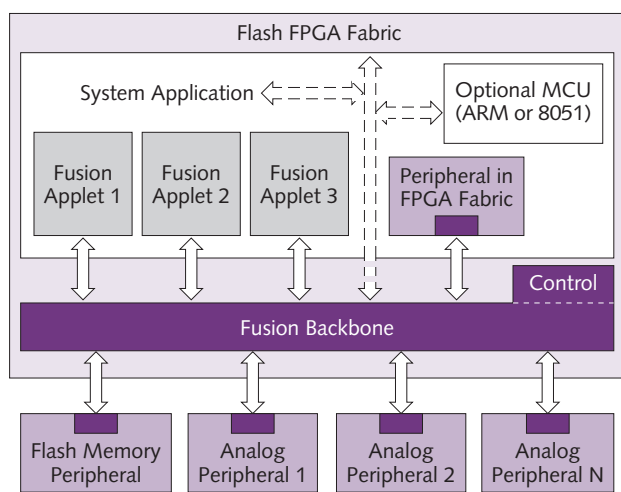 Flash FPGA Fabric
System Application
Optional MCU
(ARM or 8051)
Fusion
Applet 1
Fusion
Applet 2
Fusion
Applet 3
Peripheral in
FPGA Fabric
Control
Fusion Backbone
Flash Memory
Peripheral
Analog
Peripheral 1
Analog
Peripheral 2
Analog
Peripheral N